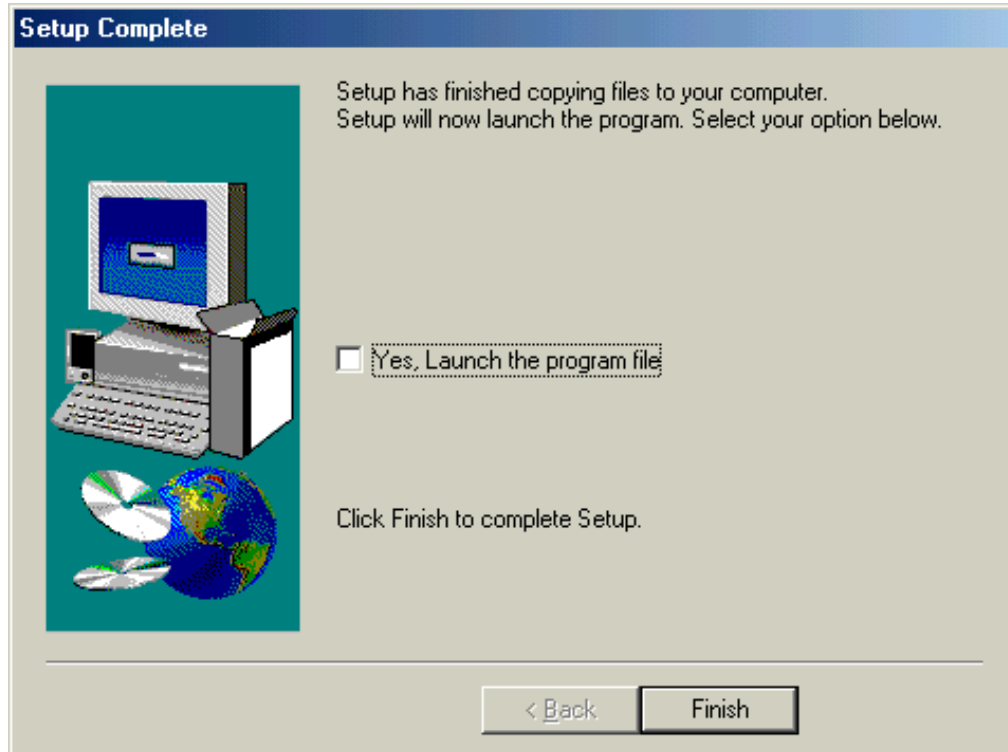 Setup Complete
Setup has finished copying files to your computer.
Setup will now launch the program. Select your option below.
Yes, Launch the program file
Click Finish to complete Setup.
< Back
Finish